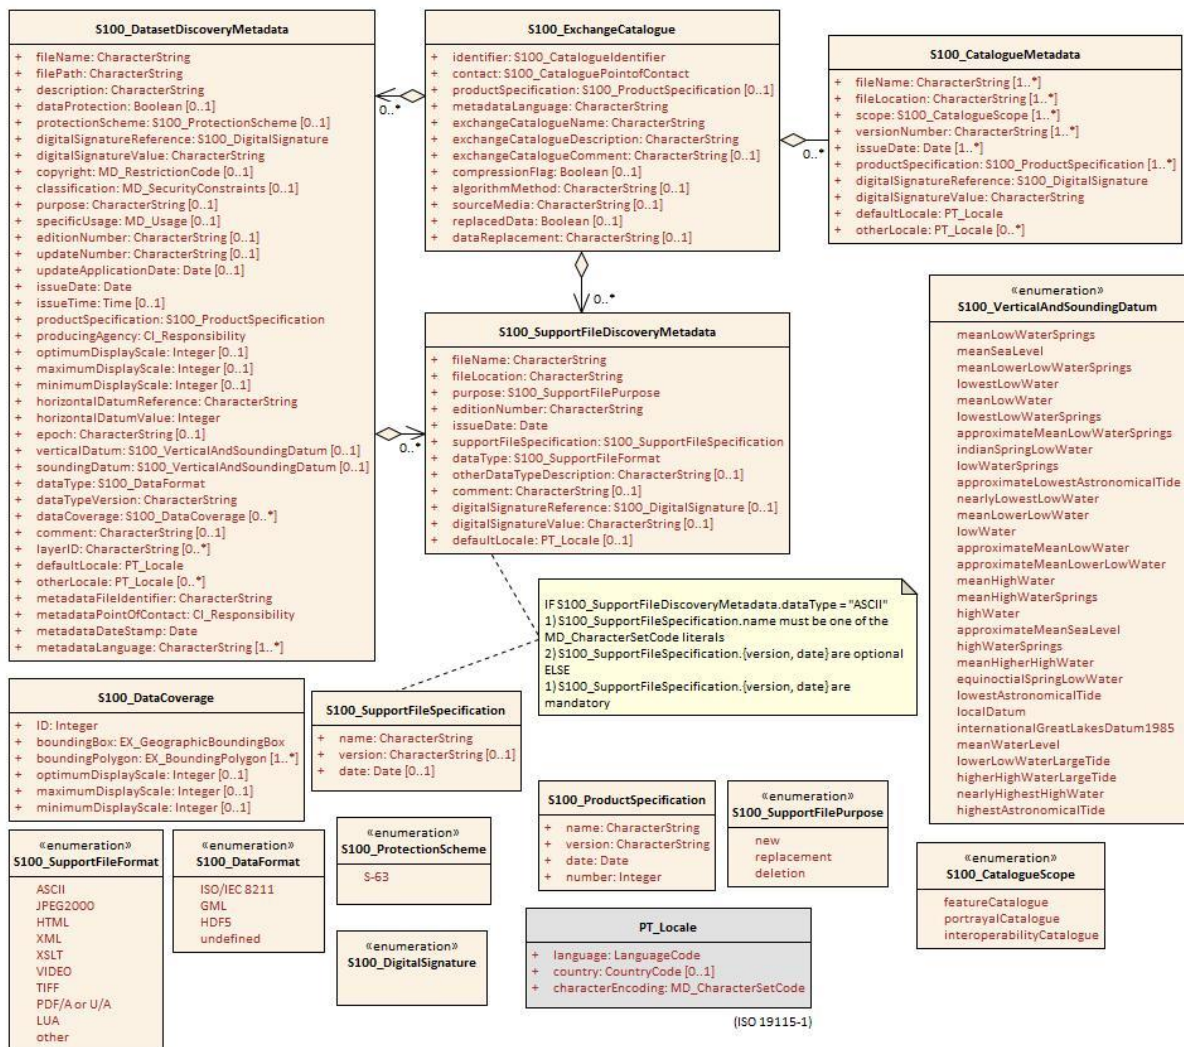 S100_DatasetDiscoveryMetadata
+ fileName: CharacterString
+ filePath: CharacterString
+ description: CharacterString
+ dataProtection: Boolean [0..1]
+ protectionScheme: S100_ProtectionScheme [0..1]
+ digitalSignatureReference: S100_DigitalSignature
+ digitalSignatureValue: CharacterString
+ copyright: MD_RestrictionCode [0..1]
+ classification: MD_SecurityConstraints [0..1]
+ purpose: CharacterString [0..1]
+ specificUsage: MD_Usage [0..1]
+ editionNumber: CharacterString [0..1]
+ updateNumber: CharacterString [0..1]
+ updateApplicationDate: Date [0..1]
+ issueDate: Date
+ issueTime: Time [0..1]
+ productSpecification: S100_ProductSpecification
+ producingAgency: CI_Responsibility
+ optimumDisplayScale: Integer [0..1]
+ maximumDisplayScale: Integer [0..1]
+ minimumDisplayScale: Integer [0..1]
+ horizontalDatumReference: CharacterString
+ horizontalDatumValue: Integer
+ epoch: CharacterString [0..1]
+ verticalDatum: S100_VerticalAndSoundingDatum [0..1]
+ soundingDatum: S100_VerticalAndSoundingDatum [0..1]
+ dataType: S100_DataFormat
+ dataTypeVersion: CharacterString
+ dataCoverage: S100_DataCoverage [0..*]
+ comment: CharacterString [0..1]
+ layerID: CharacterString [0..*]
+ defaultLocale: PT_Locale
+ otherLocale: PT_Locale [0..*]
+ metadataFileIdentifier: CharacterString
+ metadataPointOfContact: CI_Responsibility
+ metadataDateStamp: Date
+ metadataLanguage: CharacterString [1..*]
0..*
0..*
S100_ExchangeCatalogue
+ identifier: S100_CatalogueIdentifier
+ contact: S100_CataloguePointofContact
+ productSpecification: S100_ProductSpecification [0..1]
+ metadataLanguage: CharacterString
+ exchangeCatalogueName: CharacterString
+ exchangeCatalogueDescription: CharacterString
+ exchangeCatalogueComment: CharacterString [0..1]
+ compressionFlag: Boolean [0..1]
+ algorithmMethod: CharacterString [0..1]
+ sourceMedia: CharacterString [0..1]
+ replacedData: Boolean [0..1]
+ dataReplacement: CharacterString [0..1]
0..*
0..*
S100_CatalogueMetadata
+ fileName: CharacterString [1..*]
+ fileLocation: CharacterString [1..*]
+ scope: S100_CatalogueScope [1..*]
+ versionNumber: CharacterString [1..*]
+ issueDate: Date [1..*]
+ productSpecification: S100_ProductSpecification [1..*]
+ digitalSignatureReference: S100_DigitalSignature
+ digitalSignatureValue: CharacterString
+ defaultLocale: PT_Locale
+ otherLocale: PT_Locale [0..*]
S100_SupportFileDiscoveryMetadata
+ fileName: CharacterString
+ fileLocation: CharacterString
+ purpose: S100_SupportFilePurpose
+ editionNumber: CharacterString
+ issueDate: Date
+ supportFileSpecification: S100_SupportFileSpecification
+ dataType: S100_SupportFileFormat
+ otherDataTypeDescription: CharacterString [0..1]
+ comment: CharacterString [0..1]
+ digitalSignatureReference: S100_DigitalSignature [0..1]
+ digitalSignatureValue: CharacterString [0..1]
+ defaultLocale: PT_Locale [0..1]
«enumeration»
S100_VerticalAndSoundingDatum
meanLowWaterSprings
meanSeaLevel
meanLowerLowWaterSprings
lowestLowWater
meanLowWater
lowestLowWaterSprings
approximateMeanLowWaterSprings
indianSpringLowWater
lowWaterSprings
approximateLowestAstronomicalTide
nearlyLowestLowWater
meanLowerLowWater
lowWater
approximateMeanLowWater
approximateMeanLowerLowWater
meanHighWater
meanHighWaterSprings
highWater
approximateMeanSeaLevel
highWaterSprings
meanHigherHighWater
equinoctialSpringLowWater
lowestAstronomicalTide
localDatum
internationalGreatLakesDatum1985
meanWaterLevel
lowerLowWaterLargeTide
higherHighWaterLargeTide
nearlyHighestHighWater
highestAstronomicalTide
IF S100_SupportFileDiscoveryMetadata.dataType = "ASCII"
1) S100_SupportFileSpecification.name must be one of the
MD_CharacterSetCode literals
2) S100_SupportFileSpecification.{version, date} are optional
ELSE
1) S100_SupportFileSpecification.{version, date} are
mandatory
S100_DataCoverage
+ ID: Integer
+ boundingBox: EX_GeographicBoundingBox
+ boundingPolygon: EX_BoundingPolygon [1..*]
+ optimumDisplayScale: Integer [0..1]
+ maximumDisplayScale: Integer [0..1]
+ minimumDisplayScale: Integer [0..1]
S100_SupportFileSpecification
+ name: CharacterString
+ version: CharacterString [0..1]
+ date: Date [0..1]
S100_ProductSpecification
+ name: CharacterString
+ version: CharacterString
+ date: Date
+ number: Integer
«enumeration»
S100_SupportFilePurpose
new
replacement
deletion
«enumeration»
S100_SupportFileFormat
ASCII
JPEG2000
HTML
XML
XSLT
VIDEO
TIFF
PDF/A or U/A
LUA
other
«enumeration»
S100_DataFormat
ISO/IEC 8211
GML
HDF5
undefined
«enumeration»
S100_ProtectionScheme
S-63
«enumeration»
S100_DigitalSignature
«enumeration»
S100_CatalogueScope
featureCatalogue
portrayalCatalogue
interoperabilityCatalogue
PT_Locale
+ language: LanguageCode
+ country: CountryCode [0..1]
+ characterEncoding: MD_CharacterSetCode
(ISO 19115-1)